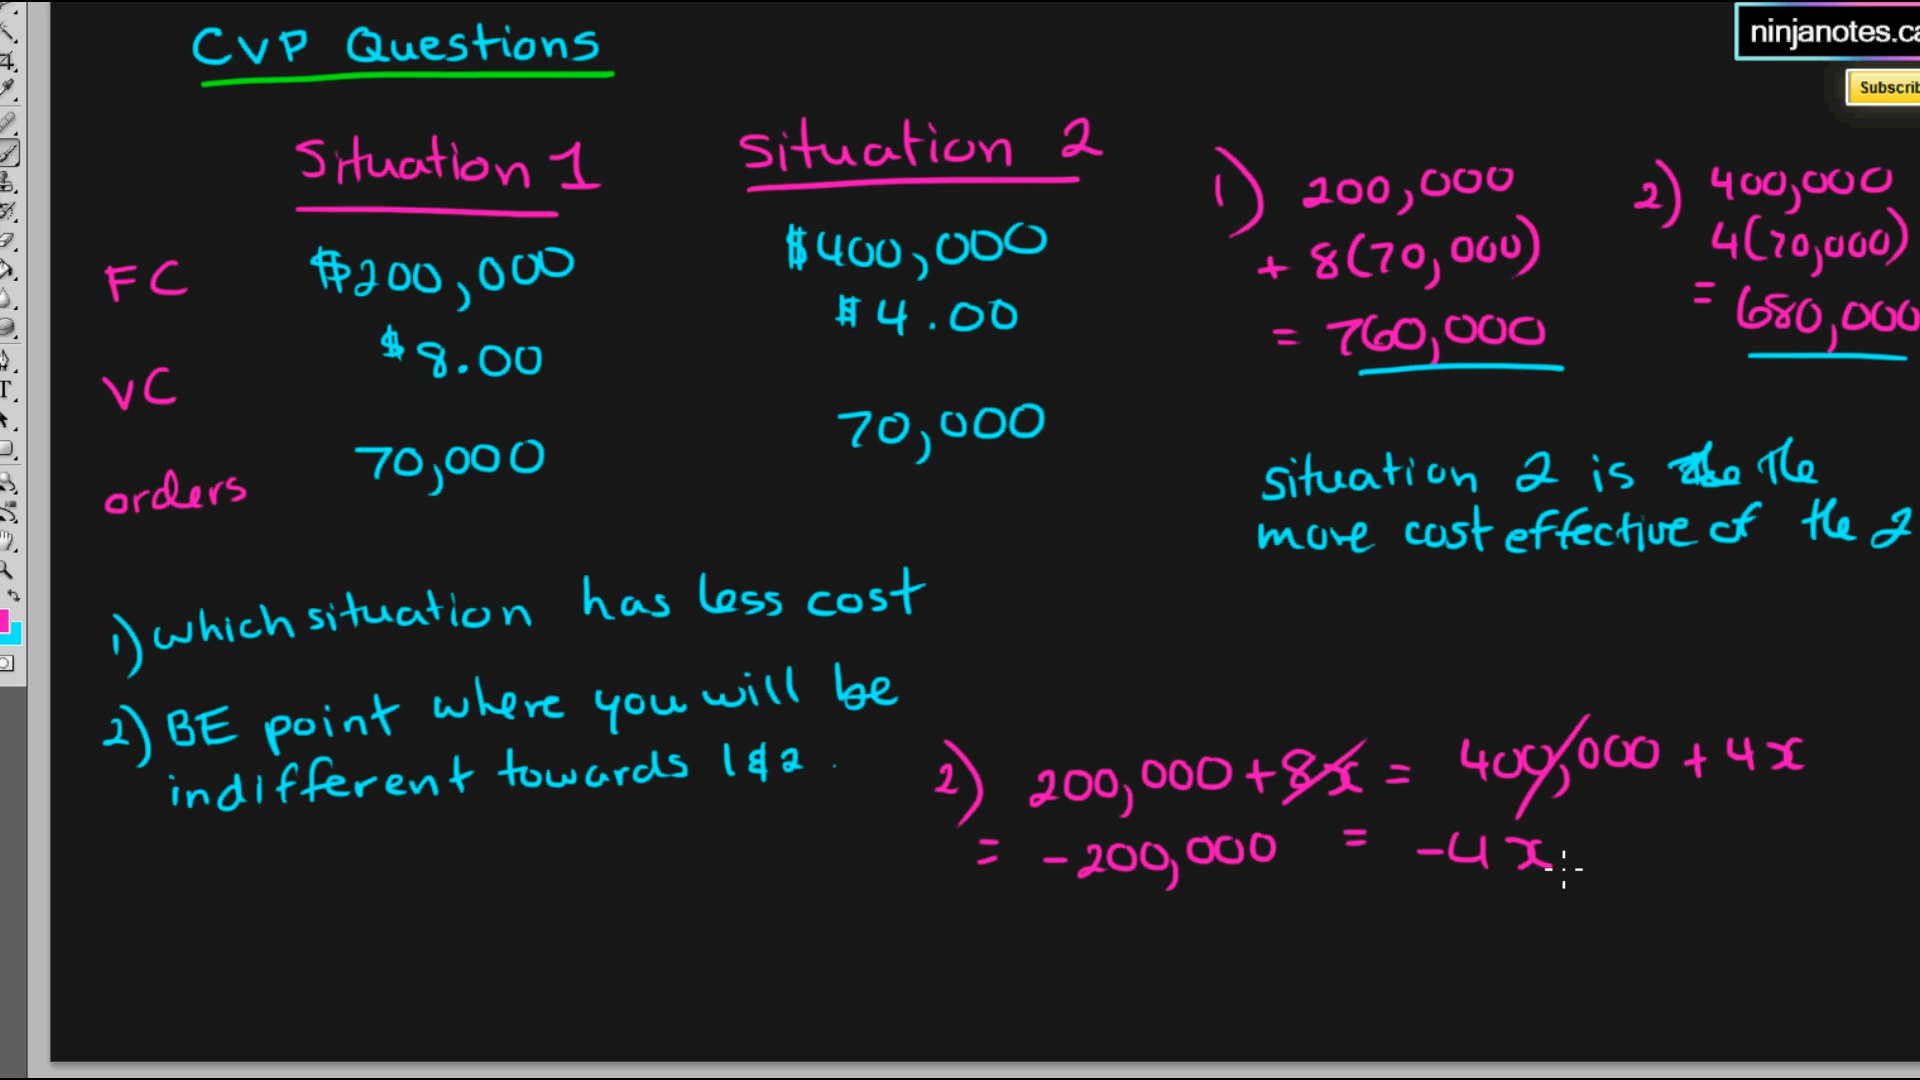 CVP Questions
ninjanotes.ca
Subscrib
Situation 1
Situation 2
FC $200,000 $400,000
VC $8.00 $4.00
orders 70,000 70,000
1) 200,000
+ 8(70,000)
= 760,000
2) 400,000
4(70,000)
= 680,000
situation 2 is the the
more cost effective of the 2
1) which situation has less cost
2) BE point where you will be
indifferent towards 1 & 2.
2) 200,000 + 8x = 400,000 + 4x
= -200,000 = -4x